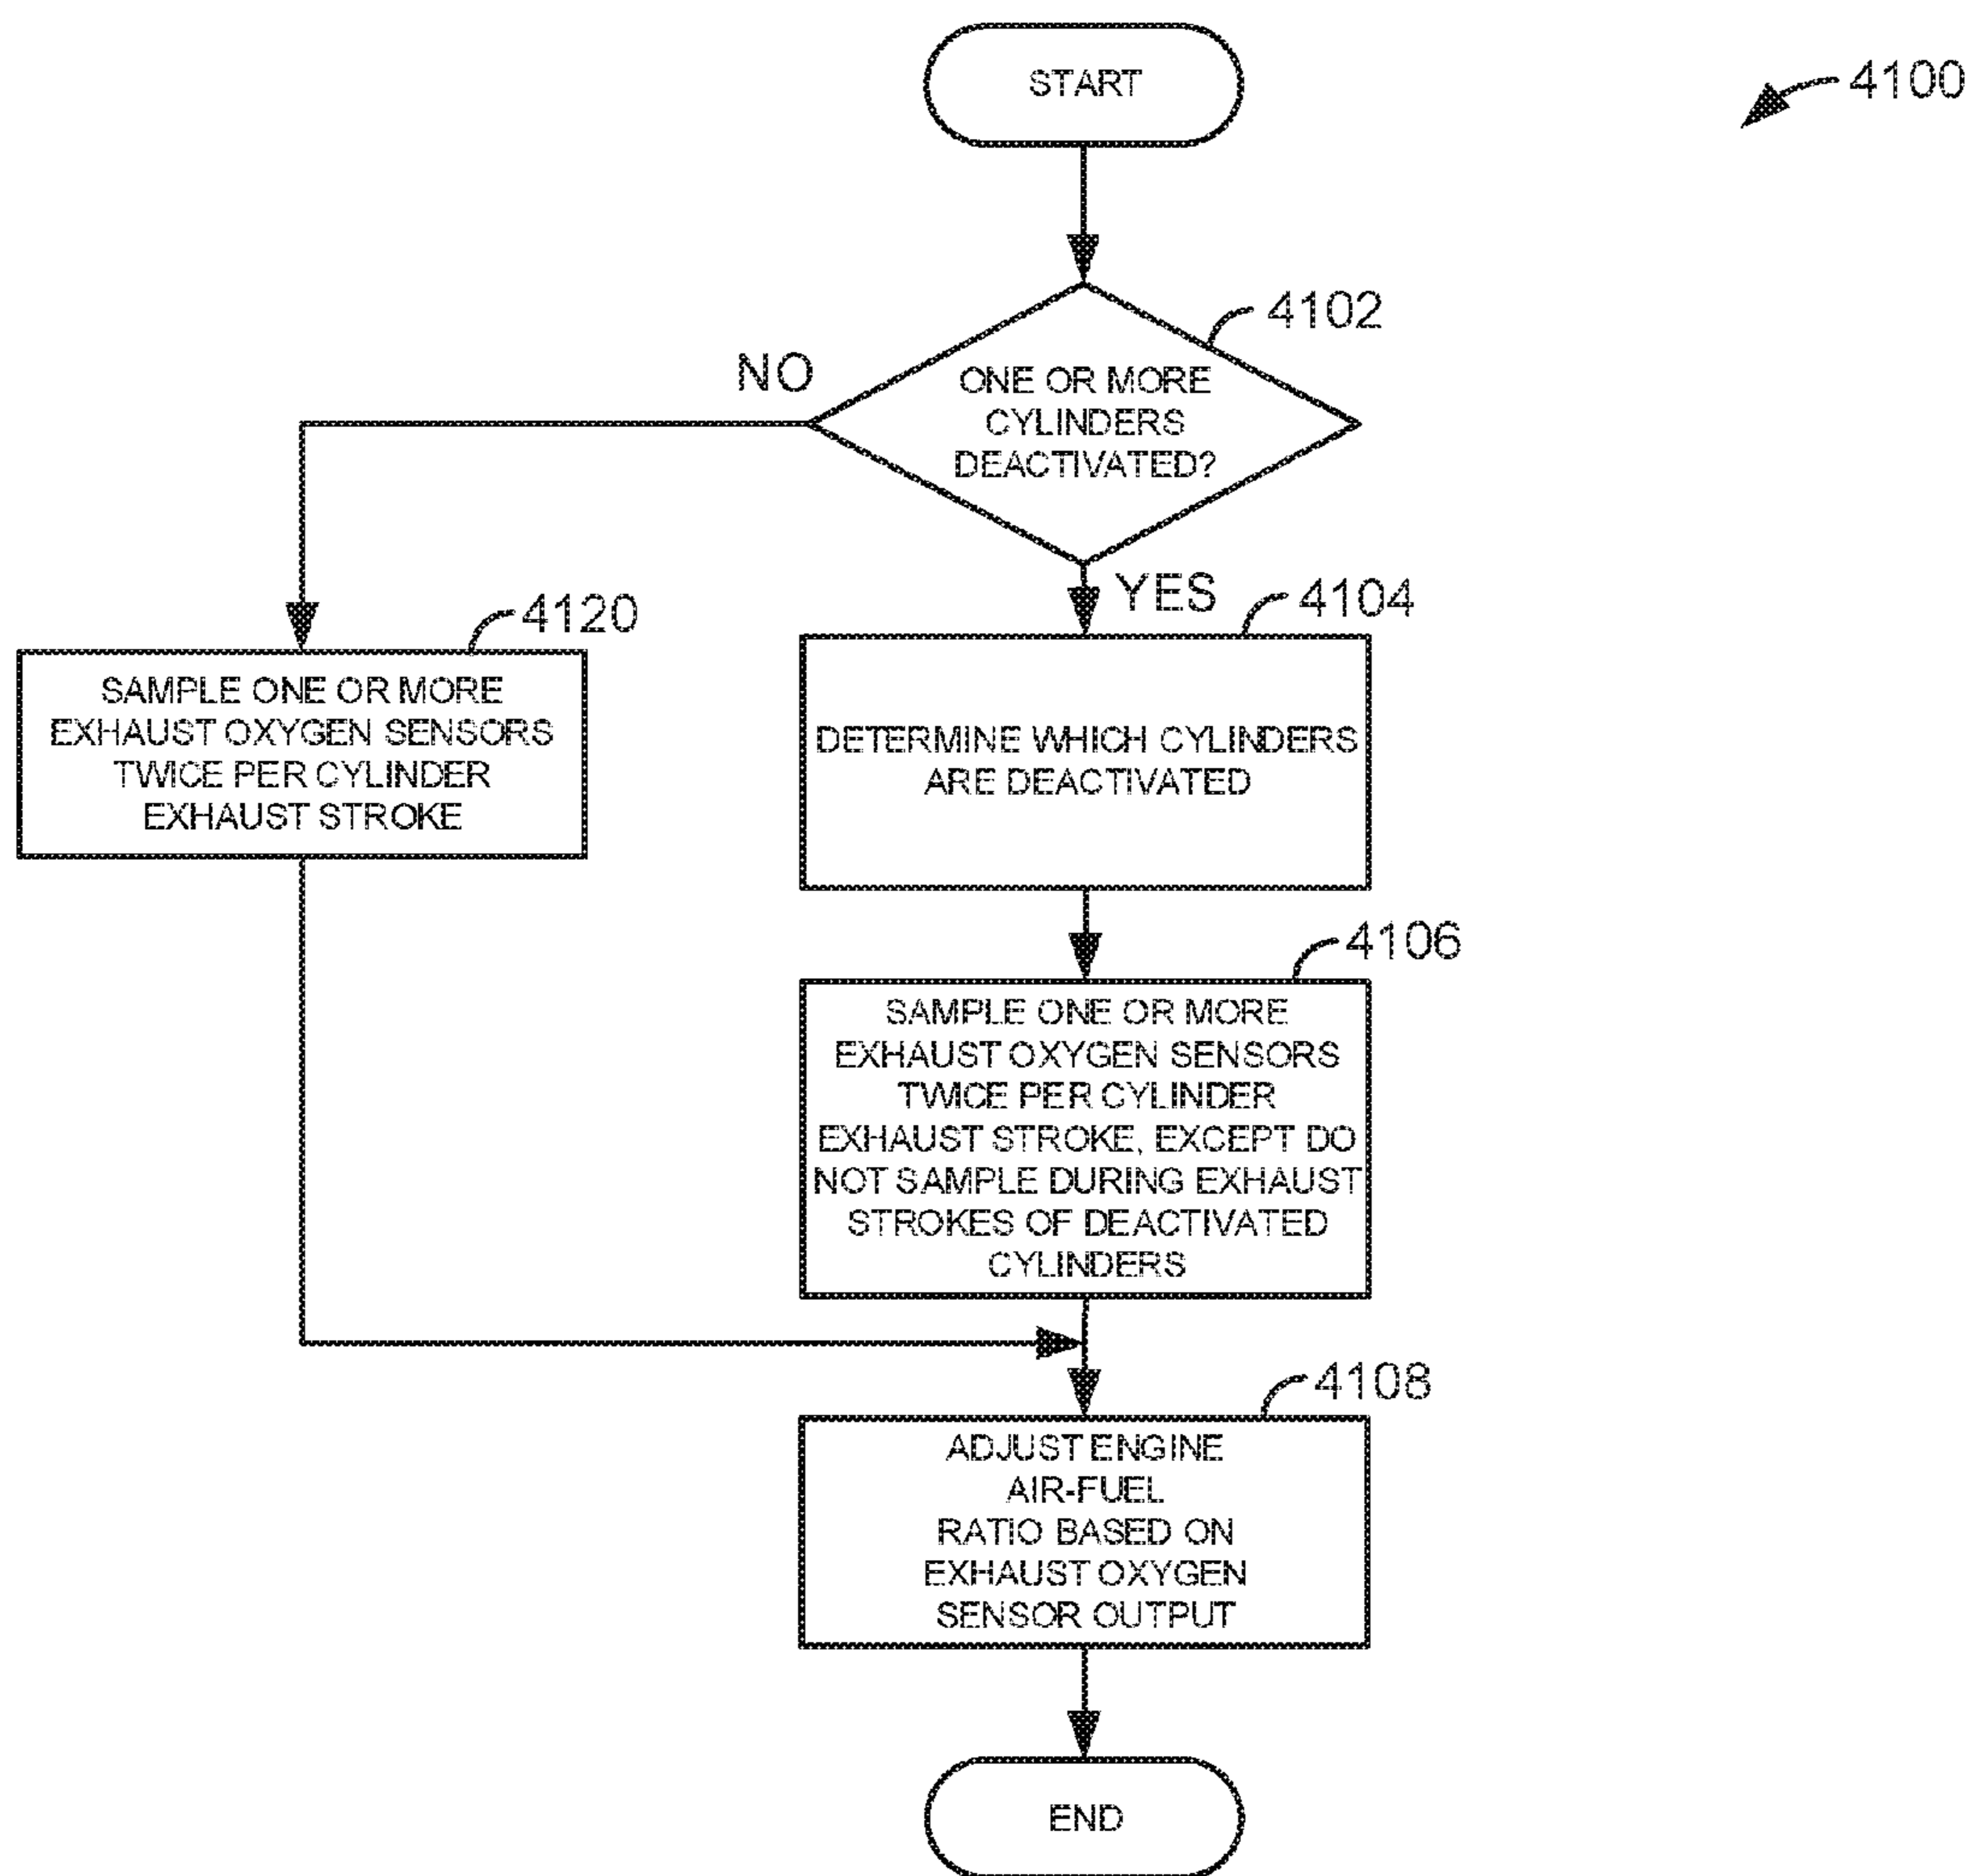 START
4100
4102
ONE OR MORE
CYLINDERS
DEACTIVATED?
NO
YES
4120
SAMPLE ONE OR MORE
EXHAUST OXYGEN SENSORS
TWICE PER CYLINDER
EXHAUST STROKE
4104
DETERMINE WHICH CYLINDERS
ARE DEACTIVATED
4106
SAMPLE ONE OR MORE
EXHAUST OXYGEN SENSORS
TWICE PER CYLINDER
EXHAUST STROKE, EXCEPT DO
NOT SAMPLE DURING EXHAUST
STROKES OF DEACTIVATED
CYLINDERS
4108
ADJUST ENGINE
AIR-FUEL
RATIO BASED ON
EXHAUST OXYGEN
SENSOR OUTPUT
END